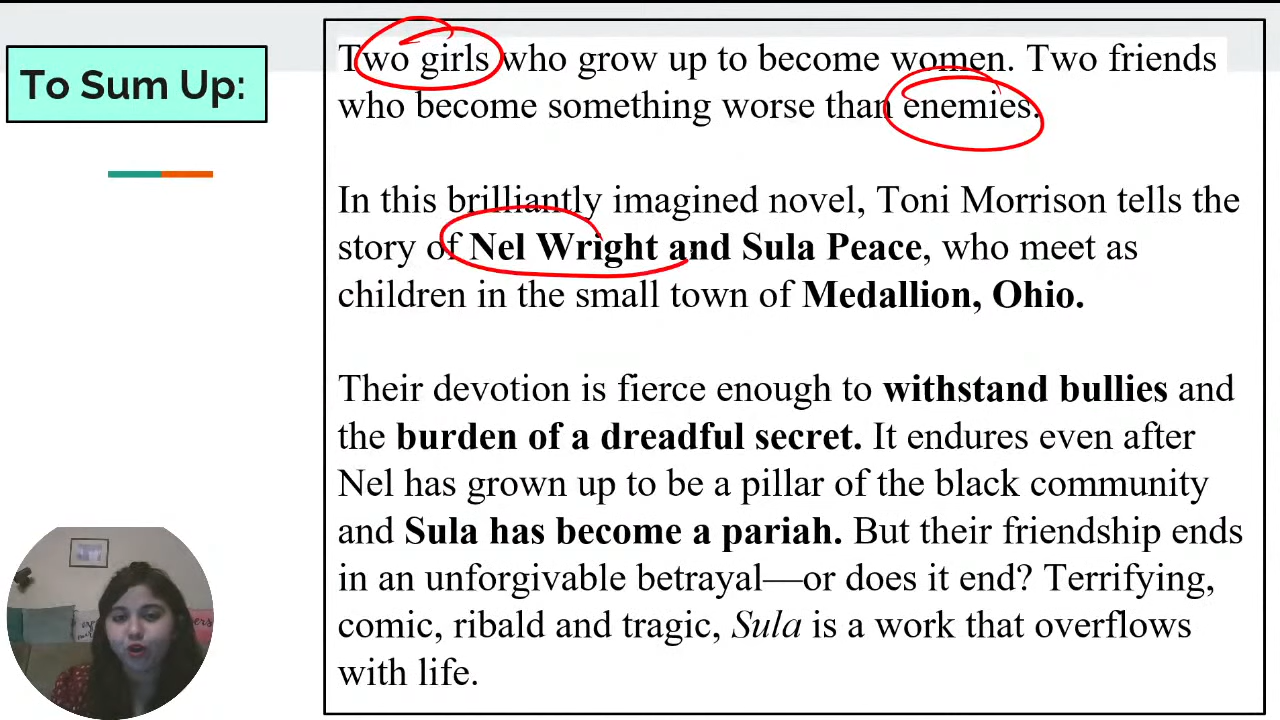 To Sum Up:
Two girls who grow up to become women. Two friends
who become something worse than enemies.
In this brilliantly imagined novel, Toni Morrison tells the
story of Nel Wright and Sula Peace, who meet as
children in the small town of Medallion, Ohio.
Their devotion is fierce enough to withstand bullies and
the burden of a dreadful secret. It endures even after
Nel has grown up to be a pillar of the black community
and Sula has become a pariah. But their friendship ends
in an unforgivable betrayal—or does it end? Terrifying,
comic, ribald and tragic, Sula is a work that overflows
with life.